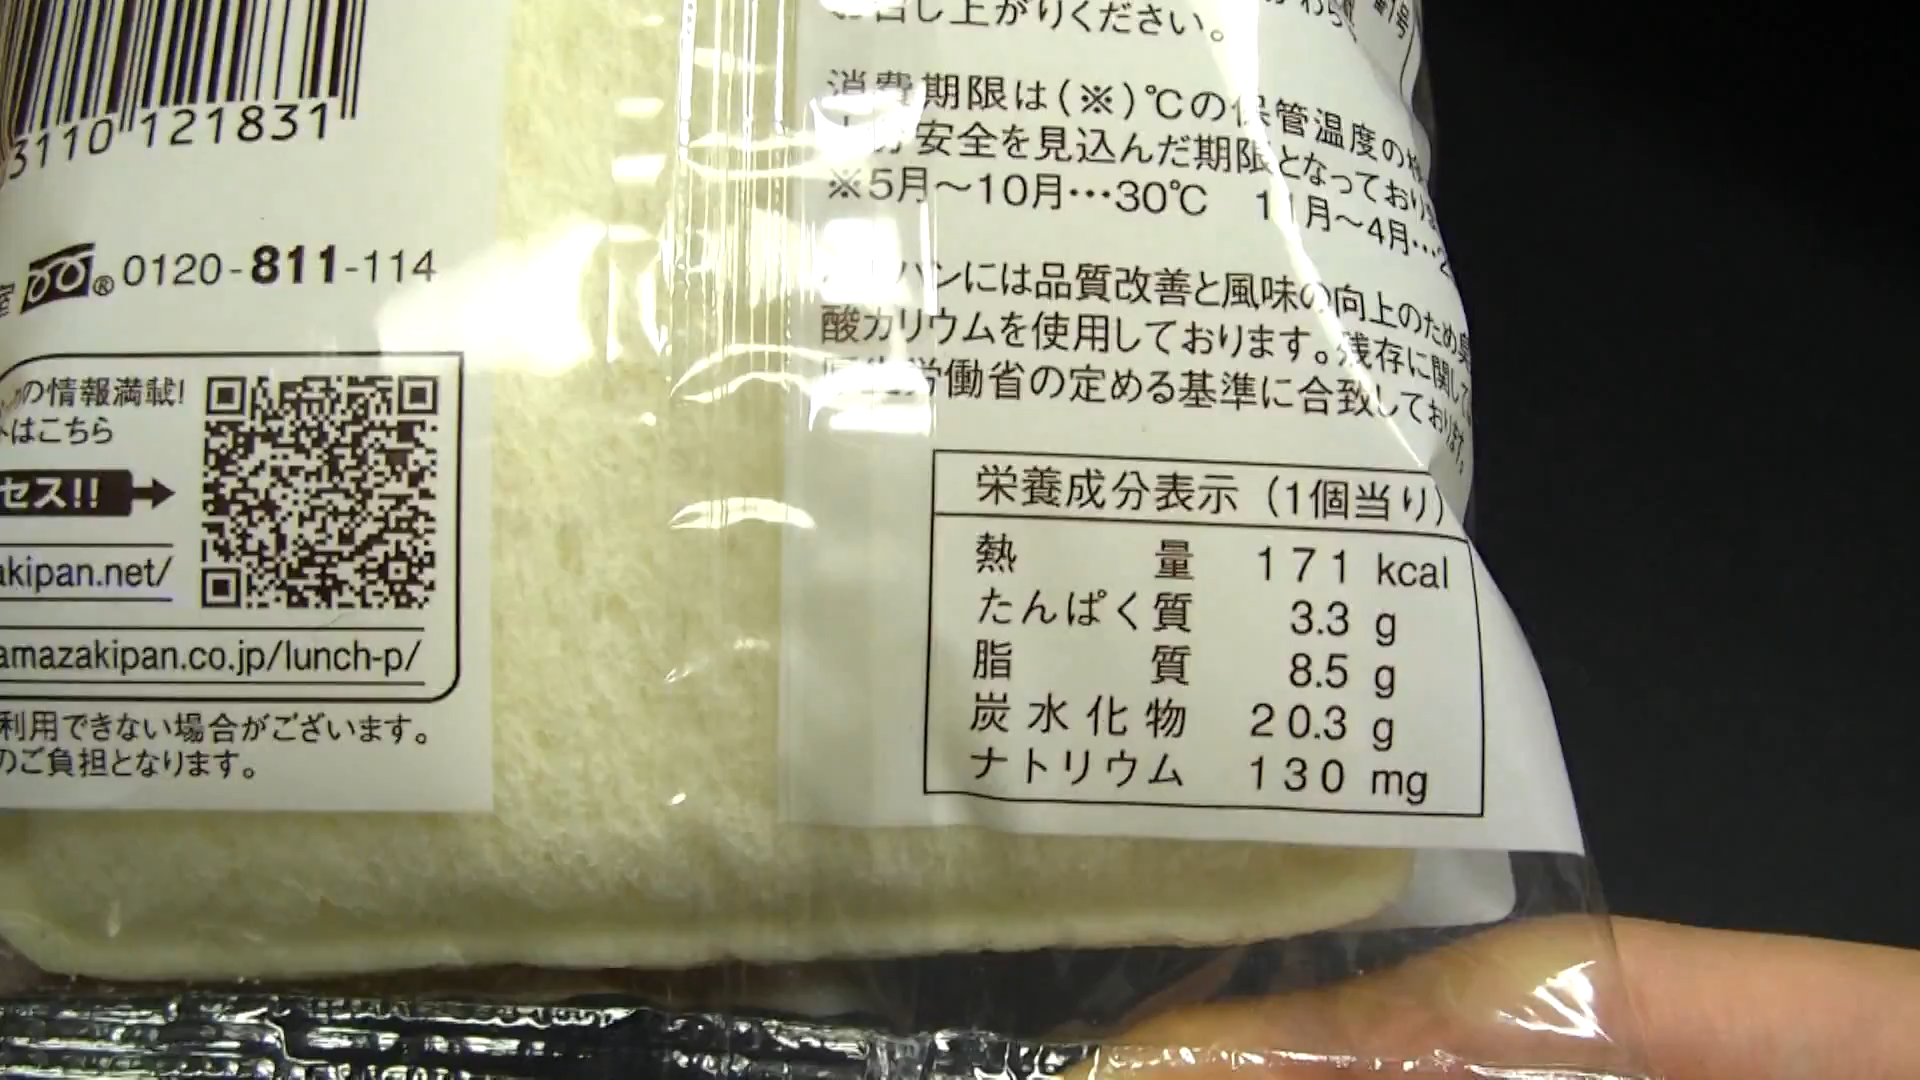 3110 121831
0120-811-114
の情報満載!
はこちら
セス!!
akipan.net/
amazakipan.co.jp/lunch-p/
利用できない場合がございます。
のご負担となります。
お召し上がりください。
消費期限は(※)℃の保管温度の
安全を見込んだ期限となっており
※5月～10月…30℃ 11月～4月…2
パンには品質改善と風味の向上のため臭
酸カリウムを使用しております。残存に関して
労働省の定める基準に合致しております。
栄養成分表示(1個当り)
熱量 171 kcal
たんぱく質 3.3 g
脂質 8.5 g
炭水化物 20.3 g
ナトリウム 130 mg